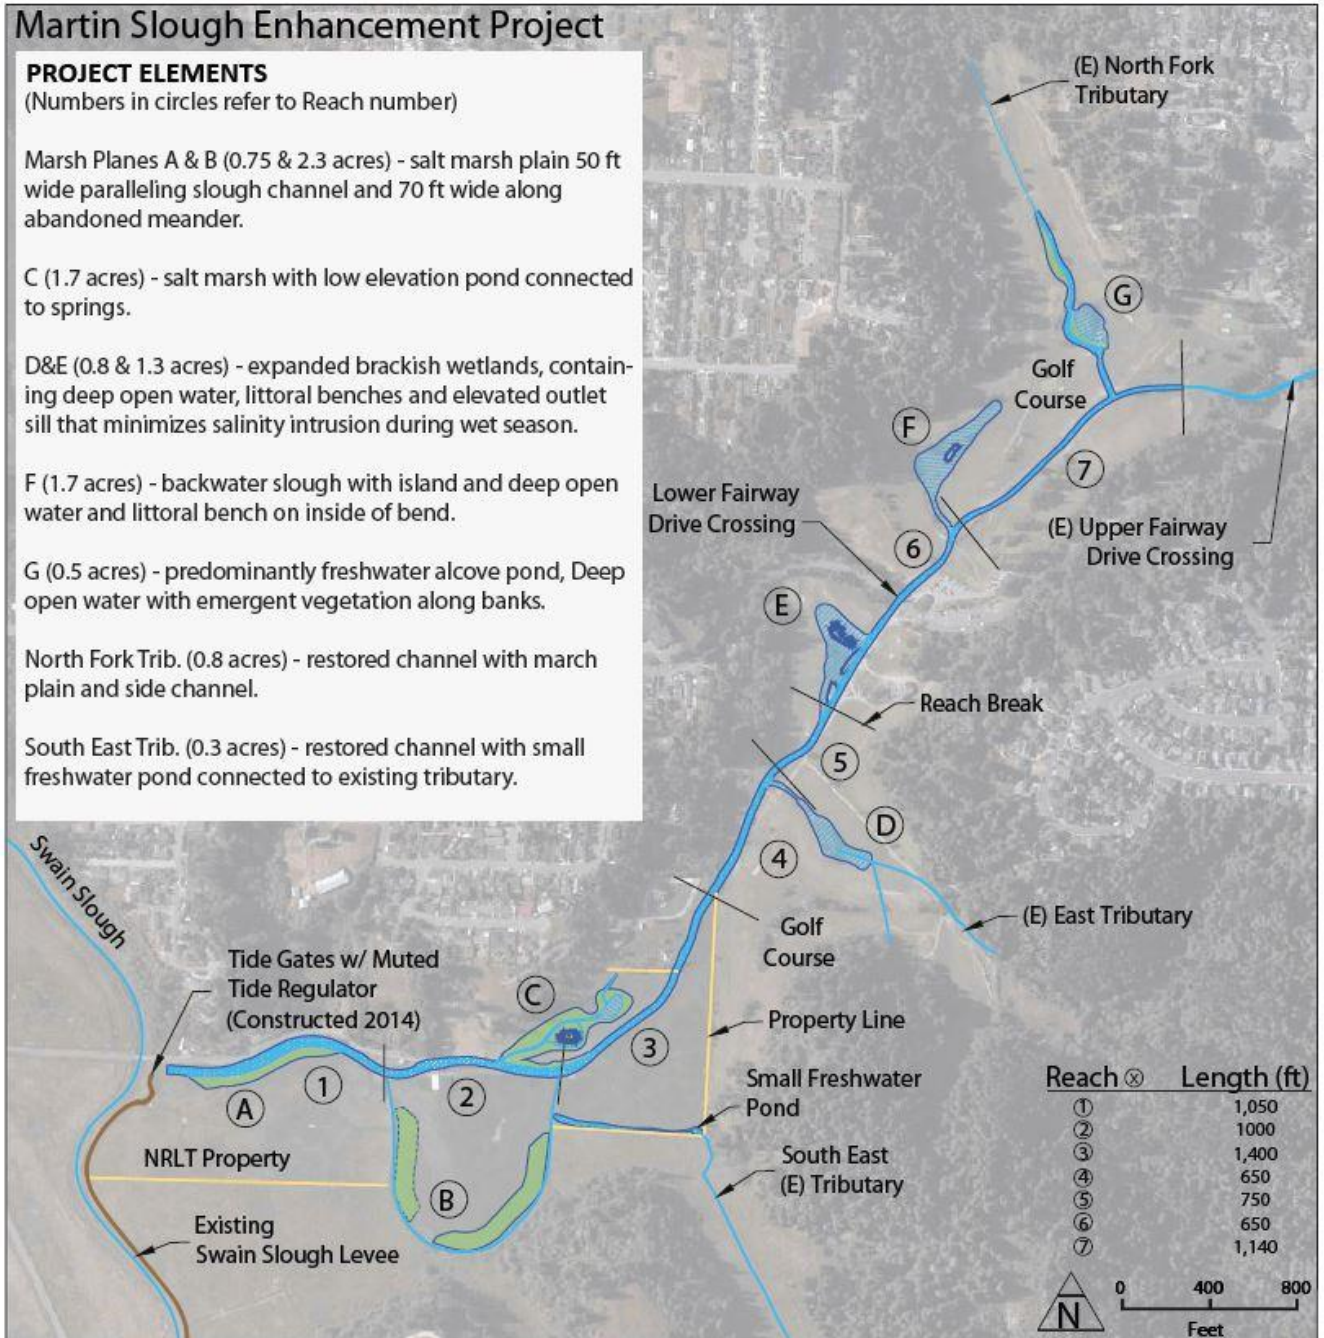 Martin Slough Enhancement Project
PROJECT ELEMENTS
(Numbers in circles refer to Reach number)
Marsh Planes A & B (0.75 & 2.3 acres) - salt marsh plain 50 ft
wide paralleling slough channel and 70 ft wide along
abandoned meander.
C (1.7 acres) - salt marsh with low elevation pond connected
to springs.
D&E (0.8 & 1.3 acres) - expanded brackish wetlands, contain-
ing deep open water, littoral benches and elevated outlet
sill that minimizes salinity intrusion during wet season.
F (1.7 acres) - backwater slough with island and deep open
water and littoral bench on inside of bend.
G (0.5 acres) - predominantly freshwater alcove pond, Deep
open water with emergent vegetation along banks.
North Fork Trib. (0.8 acres) - restored channel with march
plain and side channel.
South East Trib. (0.3 acres) - restored channel with small
freshwater pond connected to existing tributary.
(E) North Fork
Tributary
G
Golf
Course
F
7
Lower Fairway
Drive Crossing
6
(E) Upper Fairway
Drive Crossing
E
Reach Break
5
D
4
(E) East Tributary
Golf
Course
Swain Slough
Tide Gates w/ Muted
Tide Regulator
(Constructed 2014)
C
3
Property Line
1
A
2
Small Freshwater
Pond
NRLT Property
B
South East
(E) Tributary
Existing
Swain Slough Levee
Reach ⓧ Length (ft)
① 1,050
② 1000
③ 1,400
④ 650
⑤ 750
⑥ 650
⑦ 1,140
N
0 400 800
Feet